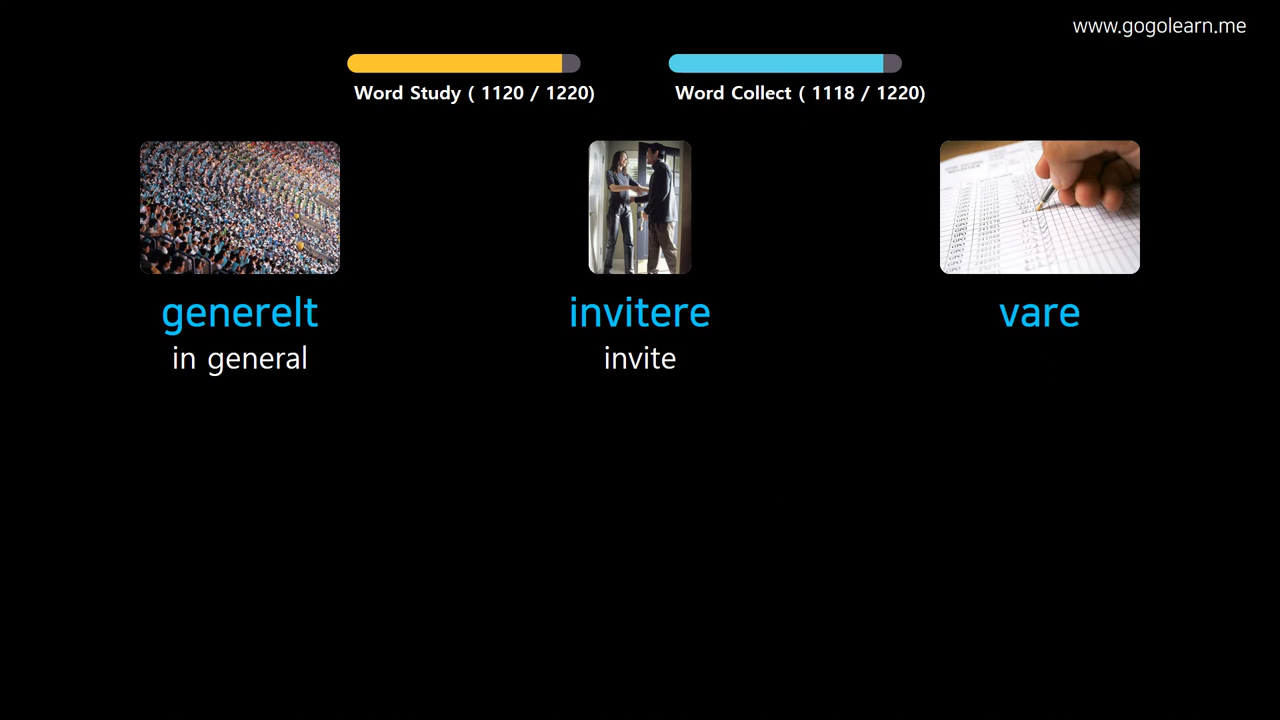 www.gogolearn.me
Word Study ( 1120 / 1220)
Word Collect ( 1118 / 1220)
generelt
invitere
vare
in general
invite